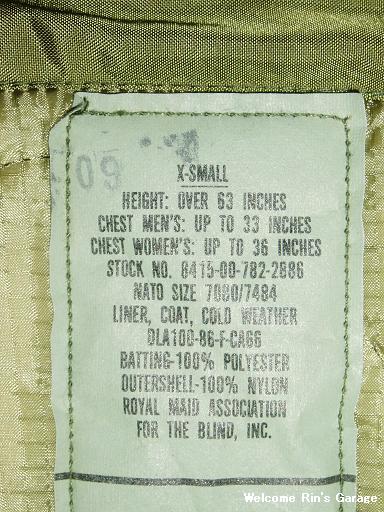 09
X-SMALL
HEIGHT: OVER 63 INCHES
CHEST MEN'S: UP TO 33 INCHES
CHEST WOMEN'S: UP TO 36 INCHES
STOCK NO. 8415-00-782-2886
NATO SIZE 7080/7484
LINER, COAT, COLD WEATHER
DLA100-86-F-CA66
BATTING-100% POLYESTER
OUTERSHELL-100% NYLON
ROYAL MAID ASSOCIATION
FOR THE BLIND, INC.
Welcome Rin's Garage